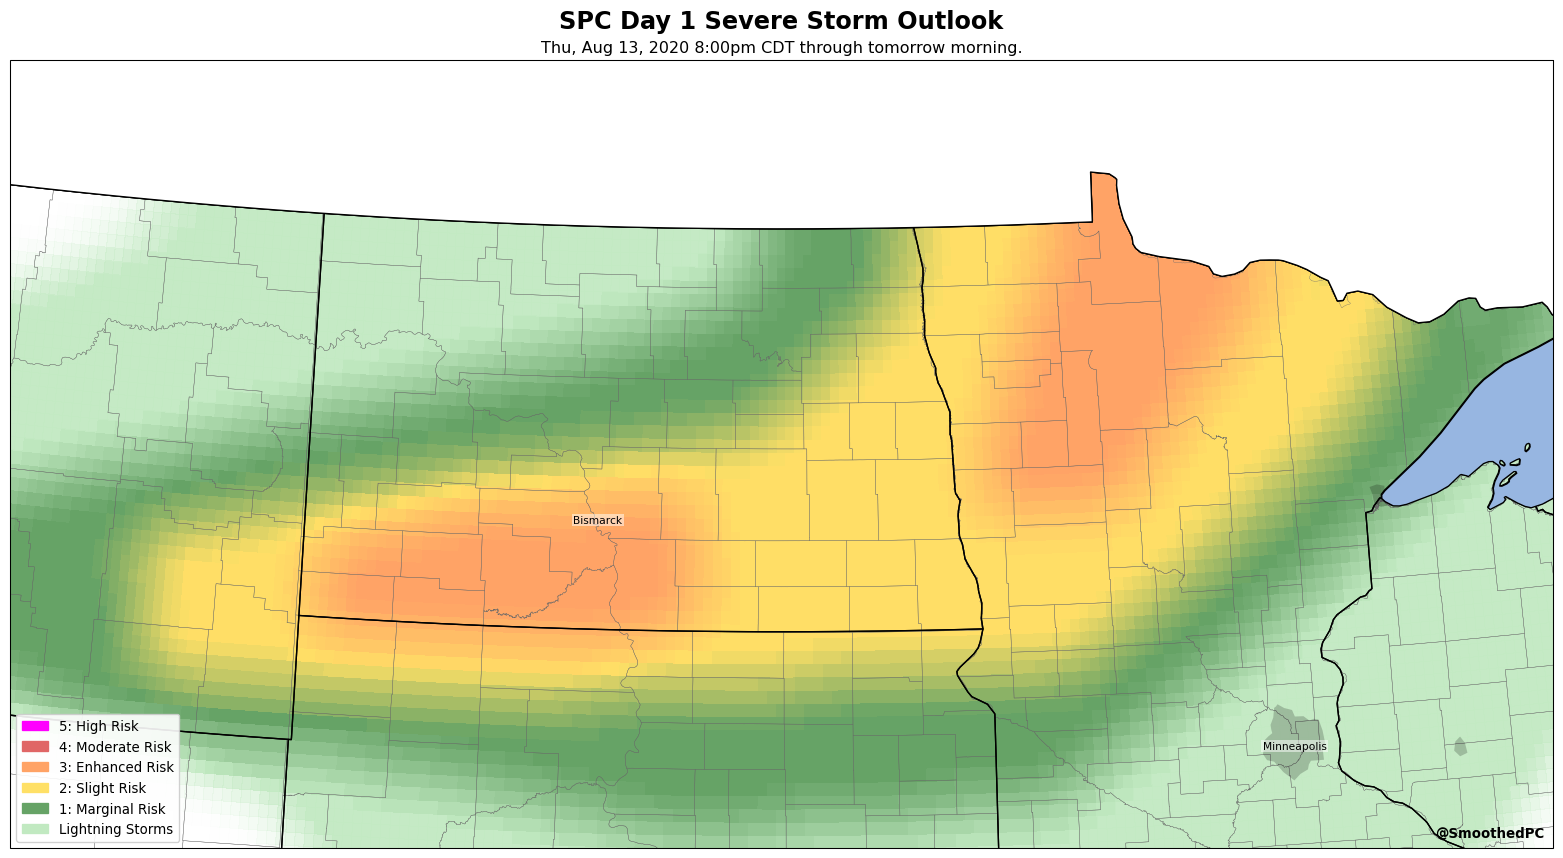 SPC Day 1 Severe Storm Outlook
Thu, Aug 13, 2020 8:00pm CDT through tomorrow morning.
Bismarck
Minneapolis
5: High Risk
4: Moderate Risk
3: Enhanced Risk
2: Slight Risk
1: Marginal Risk
Lightning Storms
@SmoothedPC